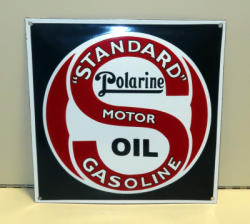 "STANDARD"
Polarine
MOTOR
OIL
GASOLINE